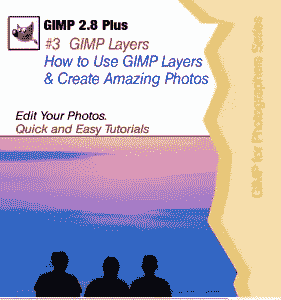 GIMP 2.8 Plus
#3 GIMP Layers
How to Use GIMP Layers
& Create Amazing Photos
Edit Your Photos.
Quick and Easy Tutorials
GIMP for Photographers Series